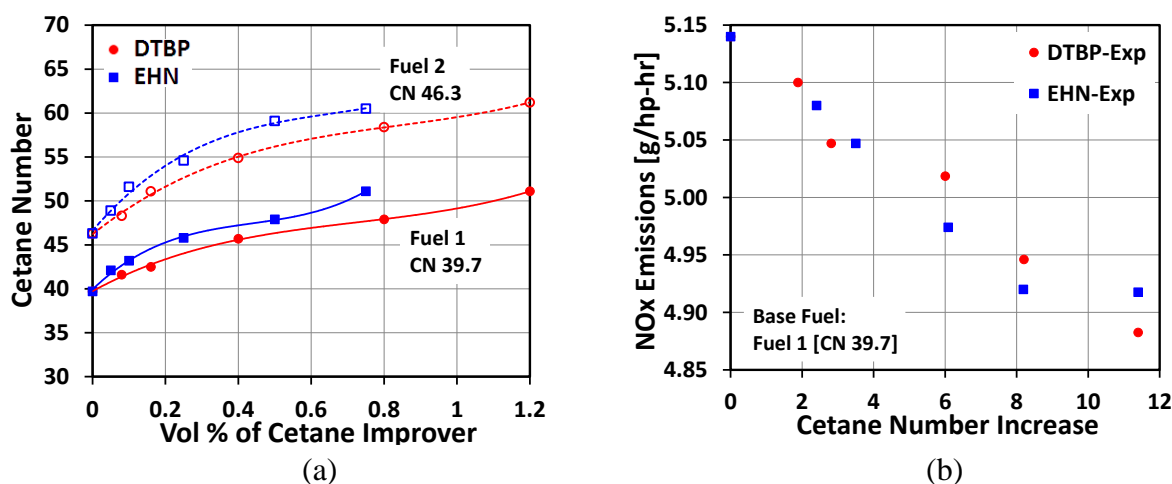 70
65
60
55
50
45
40
35
30
Cetane Number
DTBP
EHN
Fuel 2
CN 46.3
Fuel 1
CN 39.7
0 0.2 0.4 0.6 0.8 1 1.2
Vol % of Cetane Improver
(a)
5.15
5.10
5.05
5.00
4.95
4.90
4.85
NOx Emissions [g/hp-hr]
DTBP-Exp
EHN-Exp
Base Fuel:
Fuel 1 [CN 39.7]
0 2 4 6 8 10 12
Cetane Number Increase
(b)